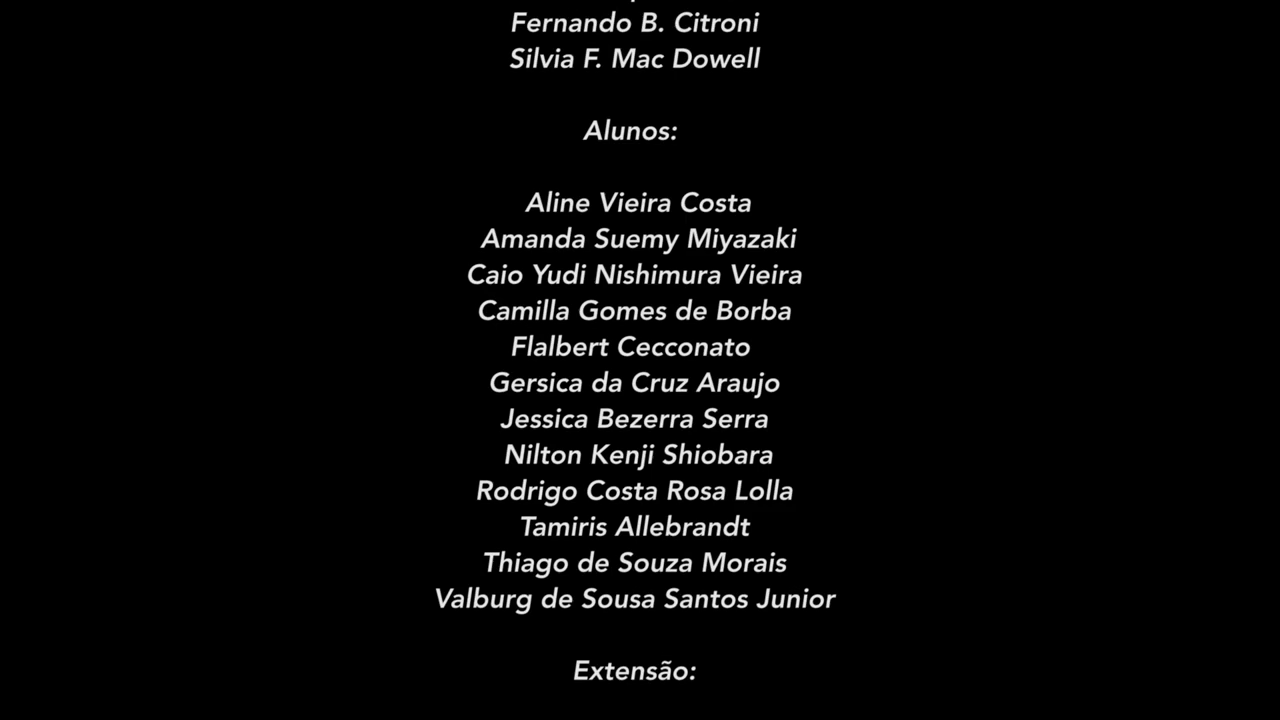 Fernando B. Citroni
Silvia F. Mac Dowell
Alunos:
Aline Vieira Costa
Amanda Suemy Miyazaki
Caio Yudi Nishimura Vieira
Camilla Gomes de Borba
Flalbert Cecconato
Gersica da Cruz Araujo
Jessica Bezerra Serra
Nilton Kenji Shiobara
Rodrigo Costa Rosa Lolla
Tamiris Allebrandt
Thiago de Souza Morais
Valburg de Sousa Santos Junior
Extensão: